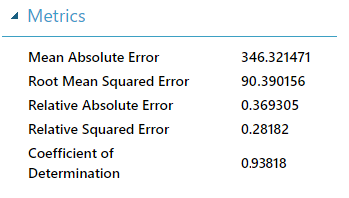 Metrics
Mean Absolute Error 346.321471
Root Mean Squared Error 90.390156
Relative Absolute Error 0.369305
Relative Squared Error 0.28182
Coefficient of
Determination 0.93818